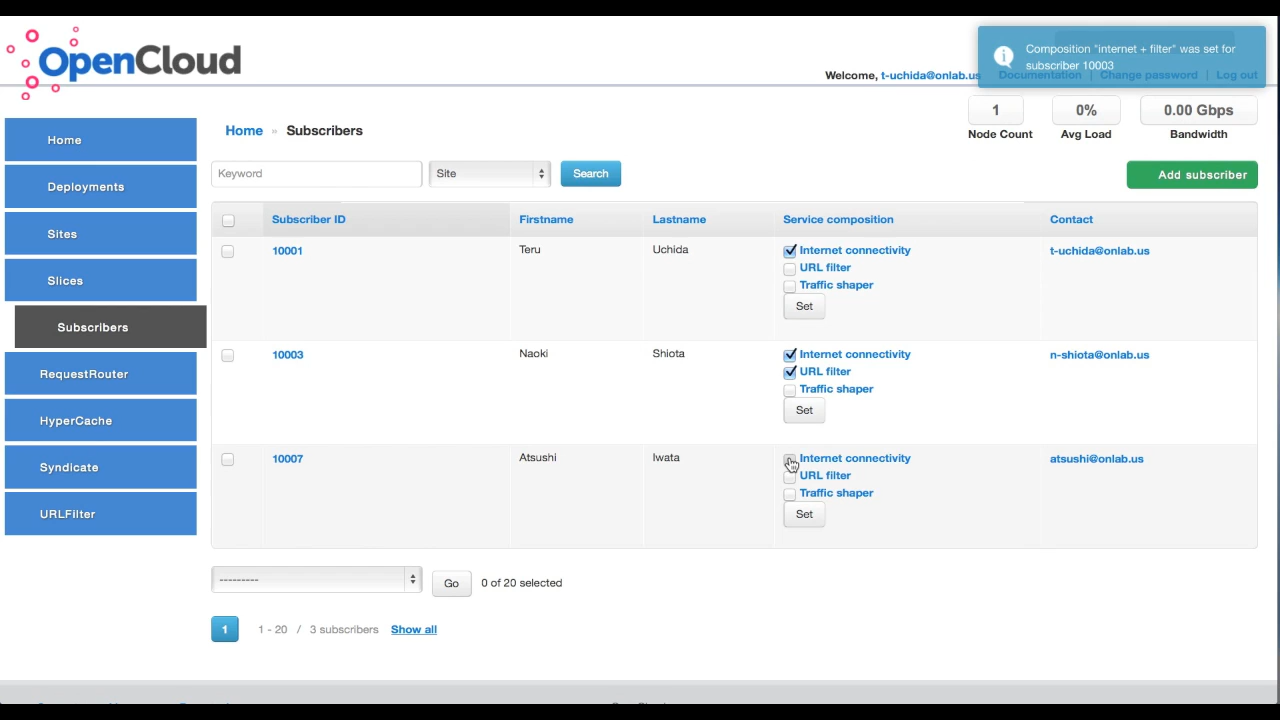 OpenCloud
Composition "internet + filter" was set for
subscriber 10003
Welcome, t-uchida@onlab.us Documentation | Change password | Log out
1 0% 0.00 Gbps
Node Count Avg Load Bandwidth
Home
Deployments
Sites
Slices
Subscribers
RequestRouter
HyperCache
Syndicate
URLFilter
Home » Subscribers
Keyword Site Search Add subscriber
Subscriber ID Firstname Lastname Service composition Contact
10001 Teru Uchida Internet connectivity t-uchida@onlab.us
URL filter
Traffic shaper
Set
10003 Naoki Shiota Internet connectivity n-shiota@onlab.us
URL filter
Traffic shaper
Set
10007 Atsushi Iwata Internet connectivity atsushi@onlab.us
URL filter
Traffic shaper
Set
--------- Go 0 of 20 selected
1 1 - 20 / 3 subscribers Show all